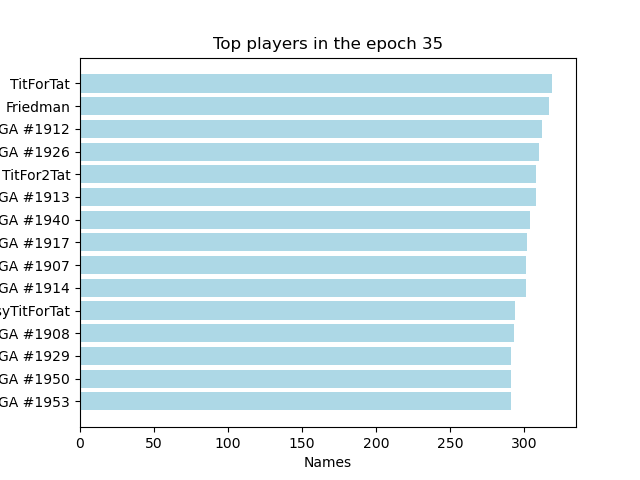 Top players in the epoch 35
TitForTat
Friedman
GA #1912
GA #1926
TitFor2Tat
GA #1913
GA #1940
GA #1917
GA #1907
GA #1914
syTitForTat
GA #1908
GA #1929
GA #1950
GA #1953
0 50 100 150 200 250 300
Names